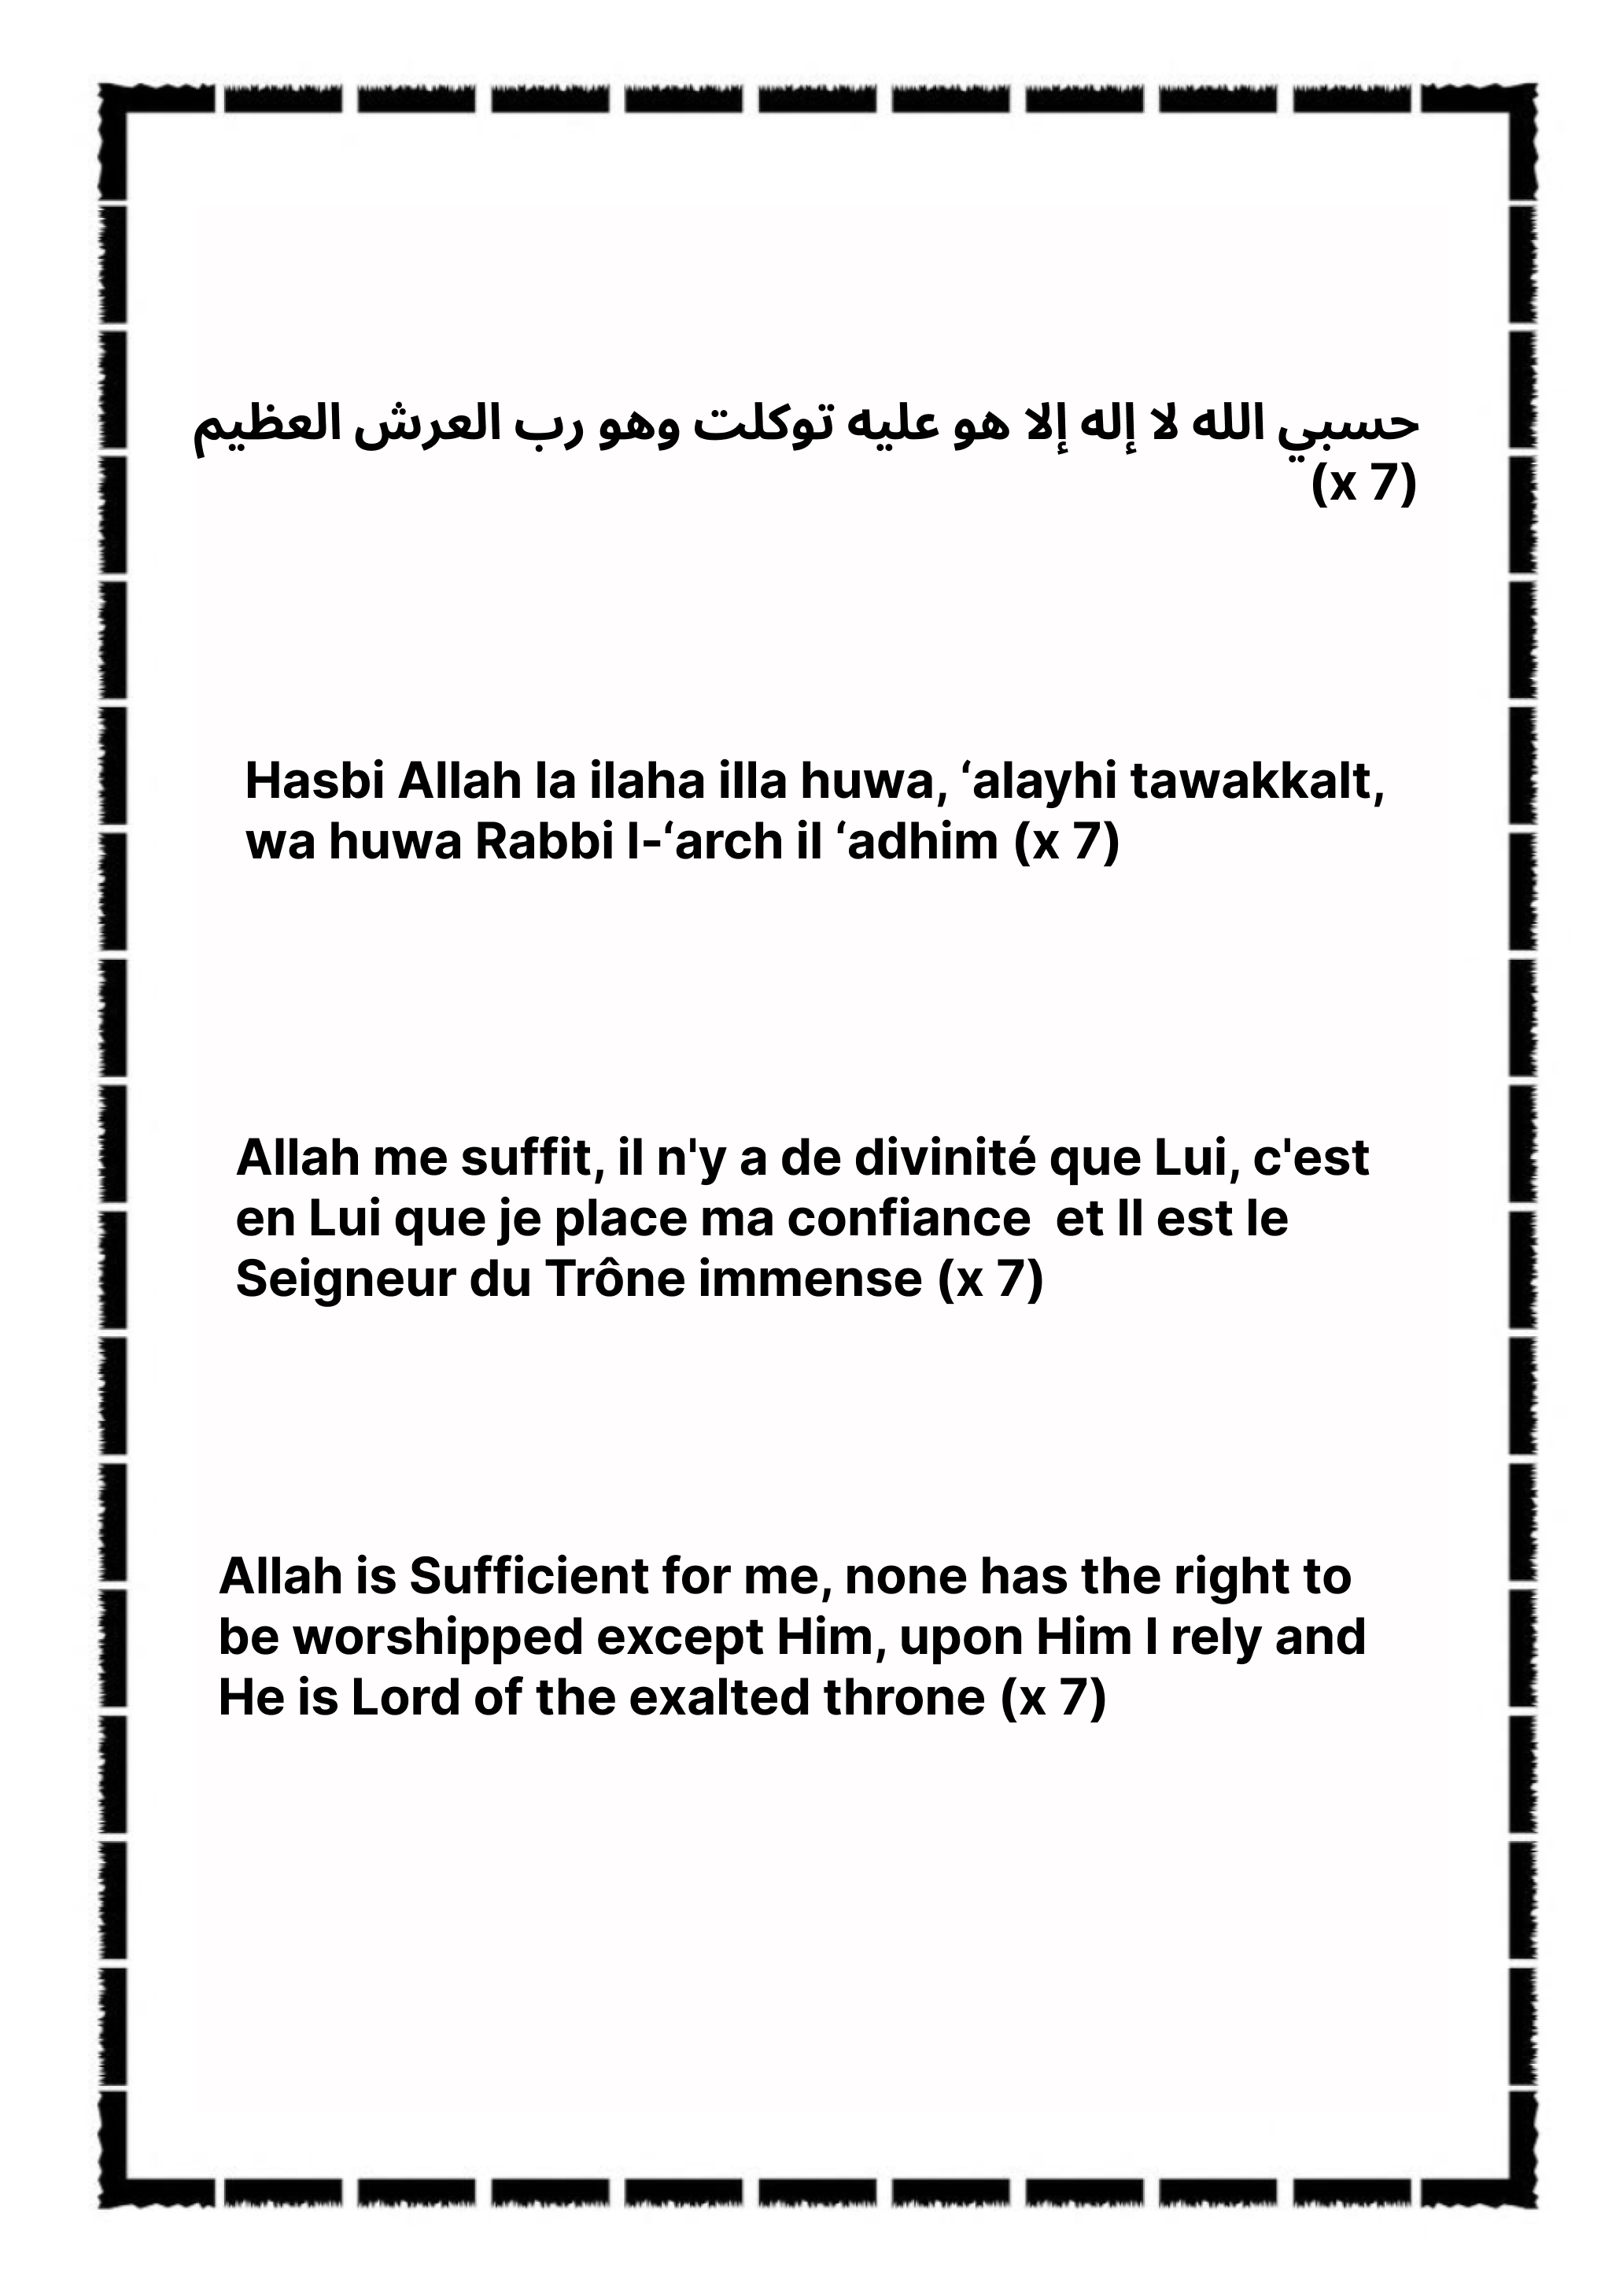 حسبي الله لا إله إلا هو عليه توكلت وهو رب العرش العظيم
(x 7)
Hasbi Allah la ilaha illa huwa, ‘alayhi tawakkalt,
wa huwa Rabbi l-‘arch il ‘adhim (x 7)
Allah me suffit, il n'y a de divinité que Lui, c'est
en Lui que je place ma confiance  et Il est le
Seigneur du Trône immense (x 7)
Allah is Sufficient for me, none has the right to
be worshipped except Him, upon Him I rely and
He is Lord of the exalted throne (x 7)